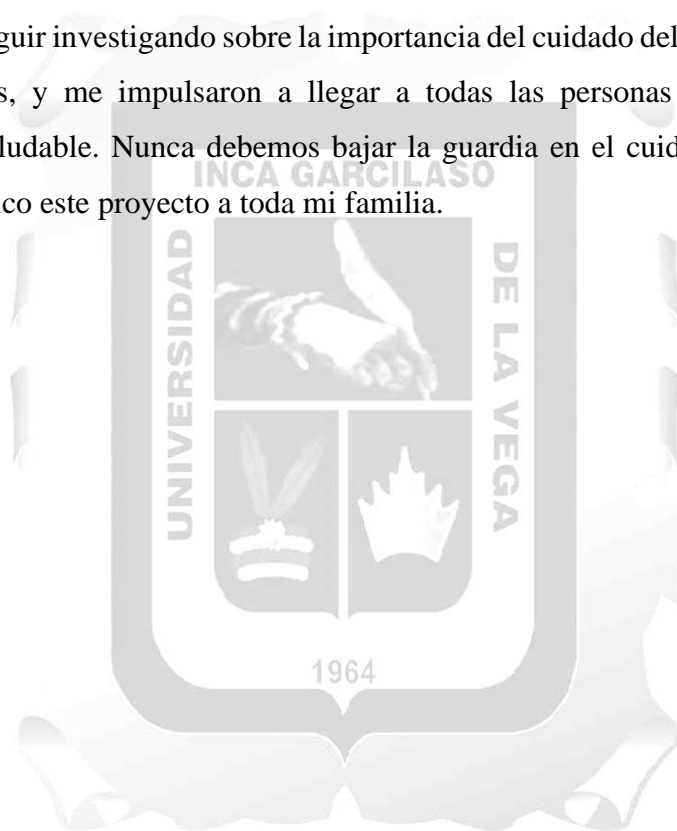 guir investigando sobre la importancia del cuidado del
s, y me impulsaron a llegar a todas las personas
ludable. Nunca debemos bajar la guardia en el cuid
ico este proyecto a toda mi familia.
INCA GARCILASO
UNIVERSIDAD
DE LA VEGA
1964